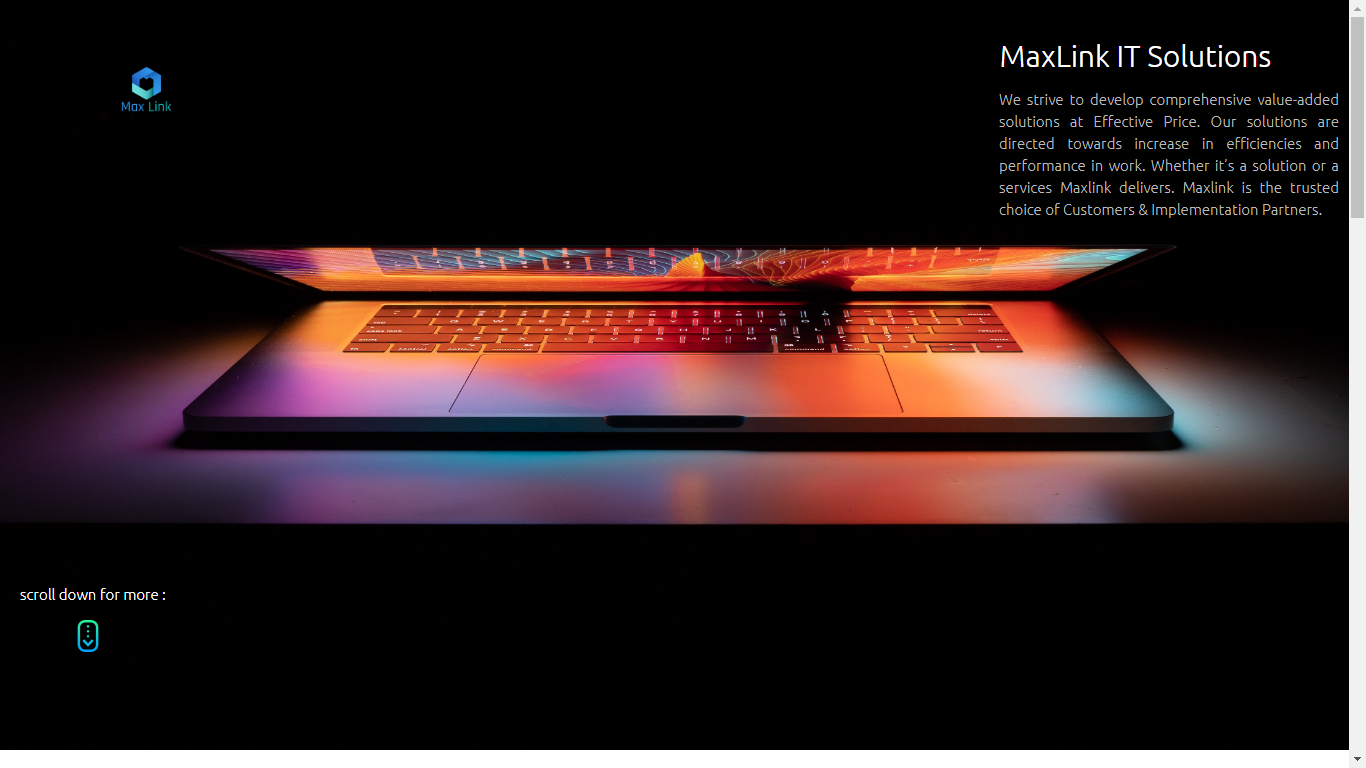 Max Link
MaxLink IT Solutions
We strive to develop comprehensive value-added
solutions at Effective Price. Our solutions are
directed towards increase in efficiencies and
performance in work. Whether it's a solution or a
services Maxlink delivers. Maxlink is the trusted
choice of Customers & Implementation Partners.
scroll down for more :